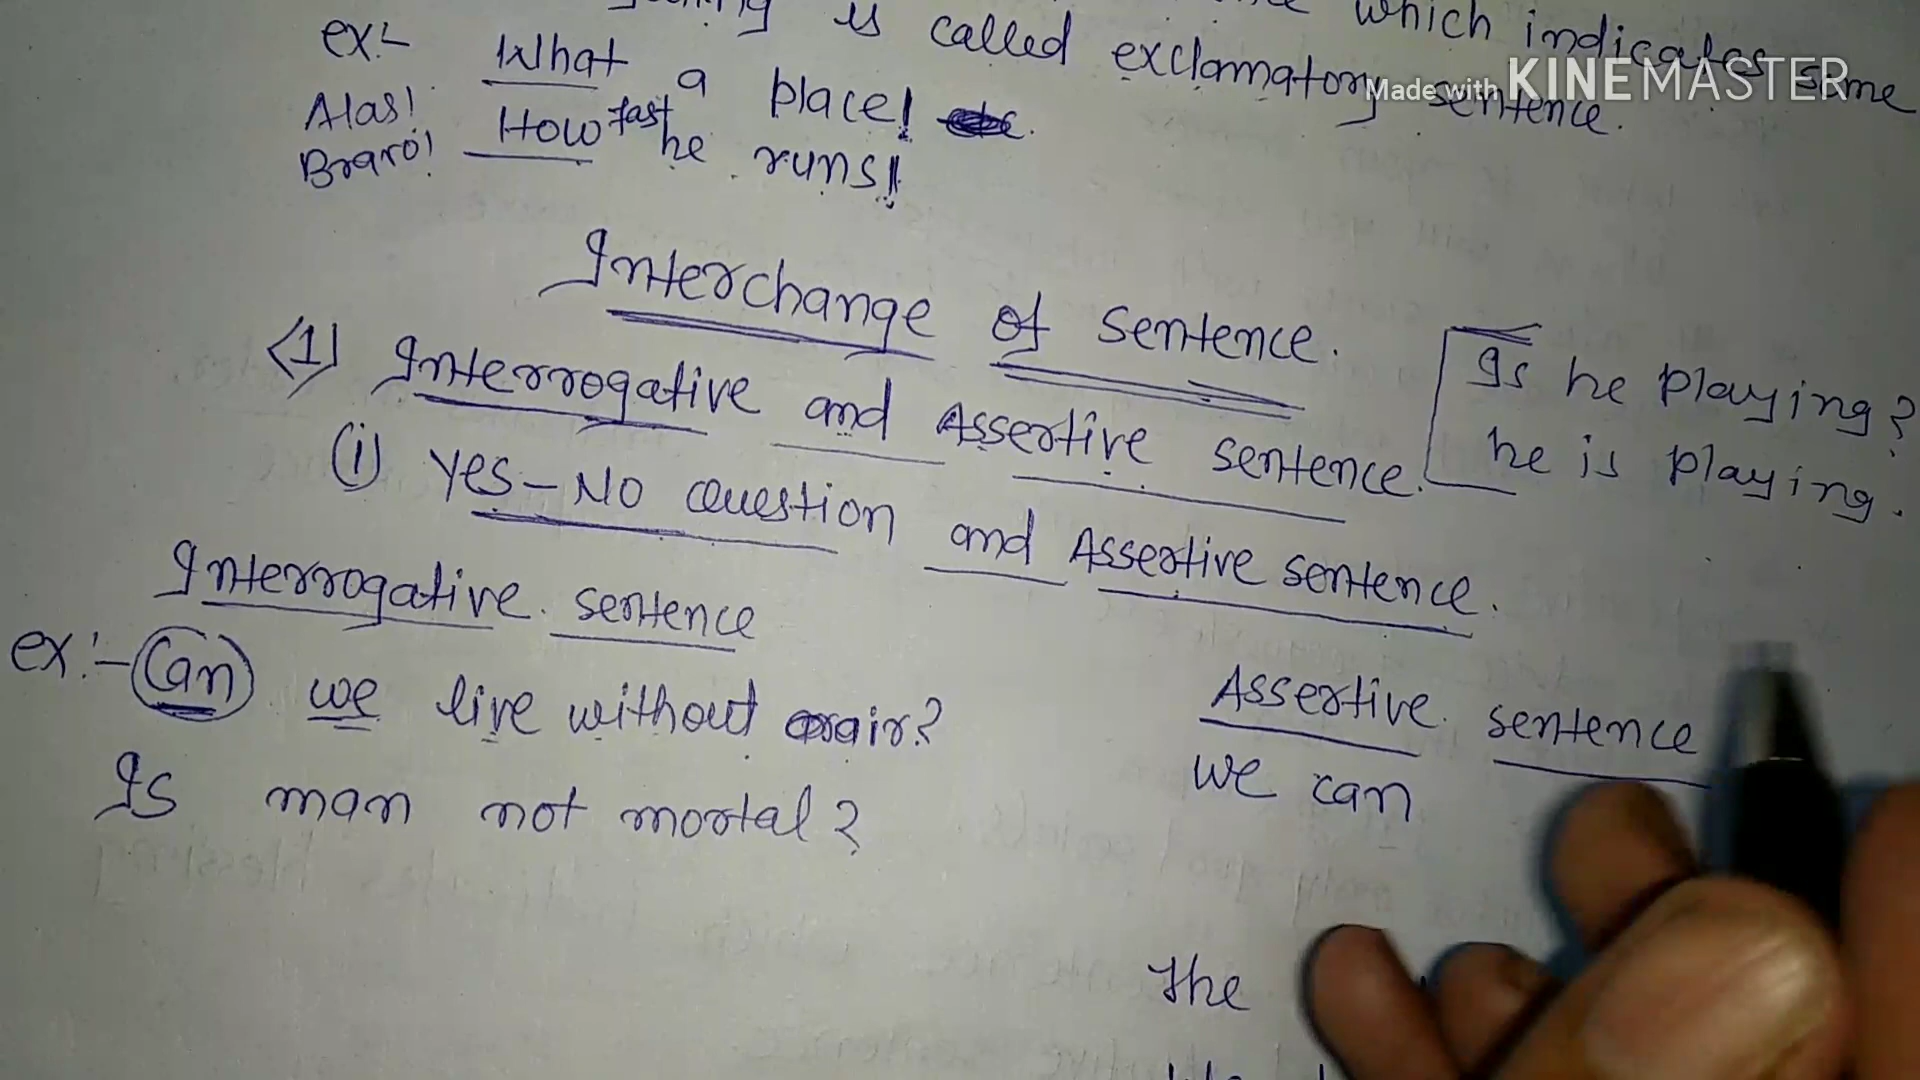 is called exclamatory sentence. which indicates some
ex:- What a place!
Alas! How fast he runs!
Bravo!
Made with KINEMASTER
Interchange of sentence.
(1) Interrogative and Assertive sentence.
Is he playing?
he is playing.
(i) Yes-No Question and Assertive sentence.
Interrogative sentence
ex:- Can we live without air?
Is man not mortal?
Assertive sentence
we can
The